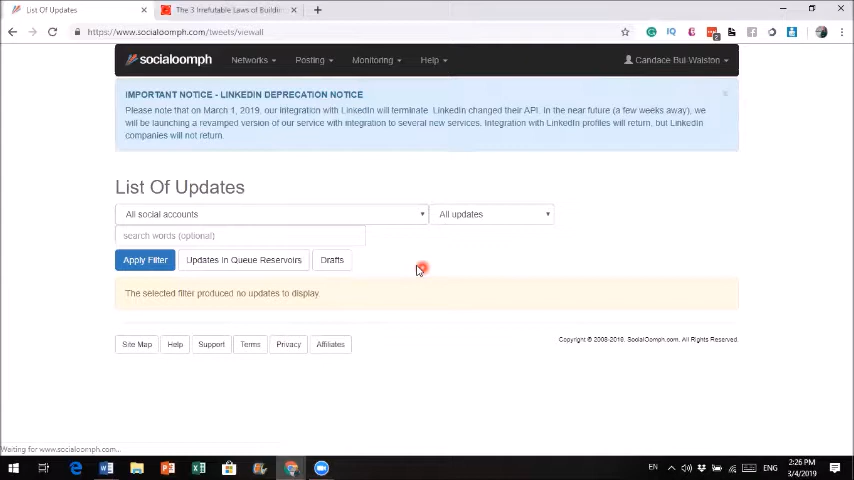 List Of Updates
The 3 Irrefutable Laws of Buildin
https://www.socialoomph.com/tweets/viewall
socialoomph
Networks
Posting
Monitoring
Help
Candace Bul-Walston
IMPORTANT NOTICE - LINKEDIN DEPRECATION NOTICE
Please note that on March 1, 2019, our integration with LinkedIn will terminate. LinkedIn changed their API. In the near future (a few weeks away), we
will be launching a revamped version of our service with integration to several new services. Integration with LinkedIn profiles will return, but LinkedIn
companies will not return.
List Of Updates
All social accounts
All updates
search words (optional)
Apply Filter
Updates In Queue Reservoirs
Drafts
The selected filter produced no updates to display.
Site Map
Help
Support
Terms
Privacy
Affiliates
Copyright © 2008-2019. SocialOomph.com. All Rights Reserved.
Waiting for www.socialoomph.com...
EN
ENG
2:26 PM
3/4/2019